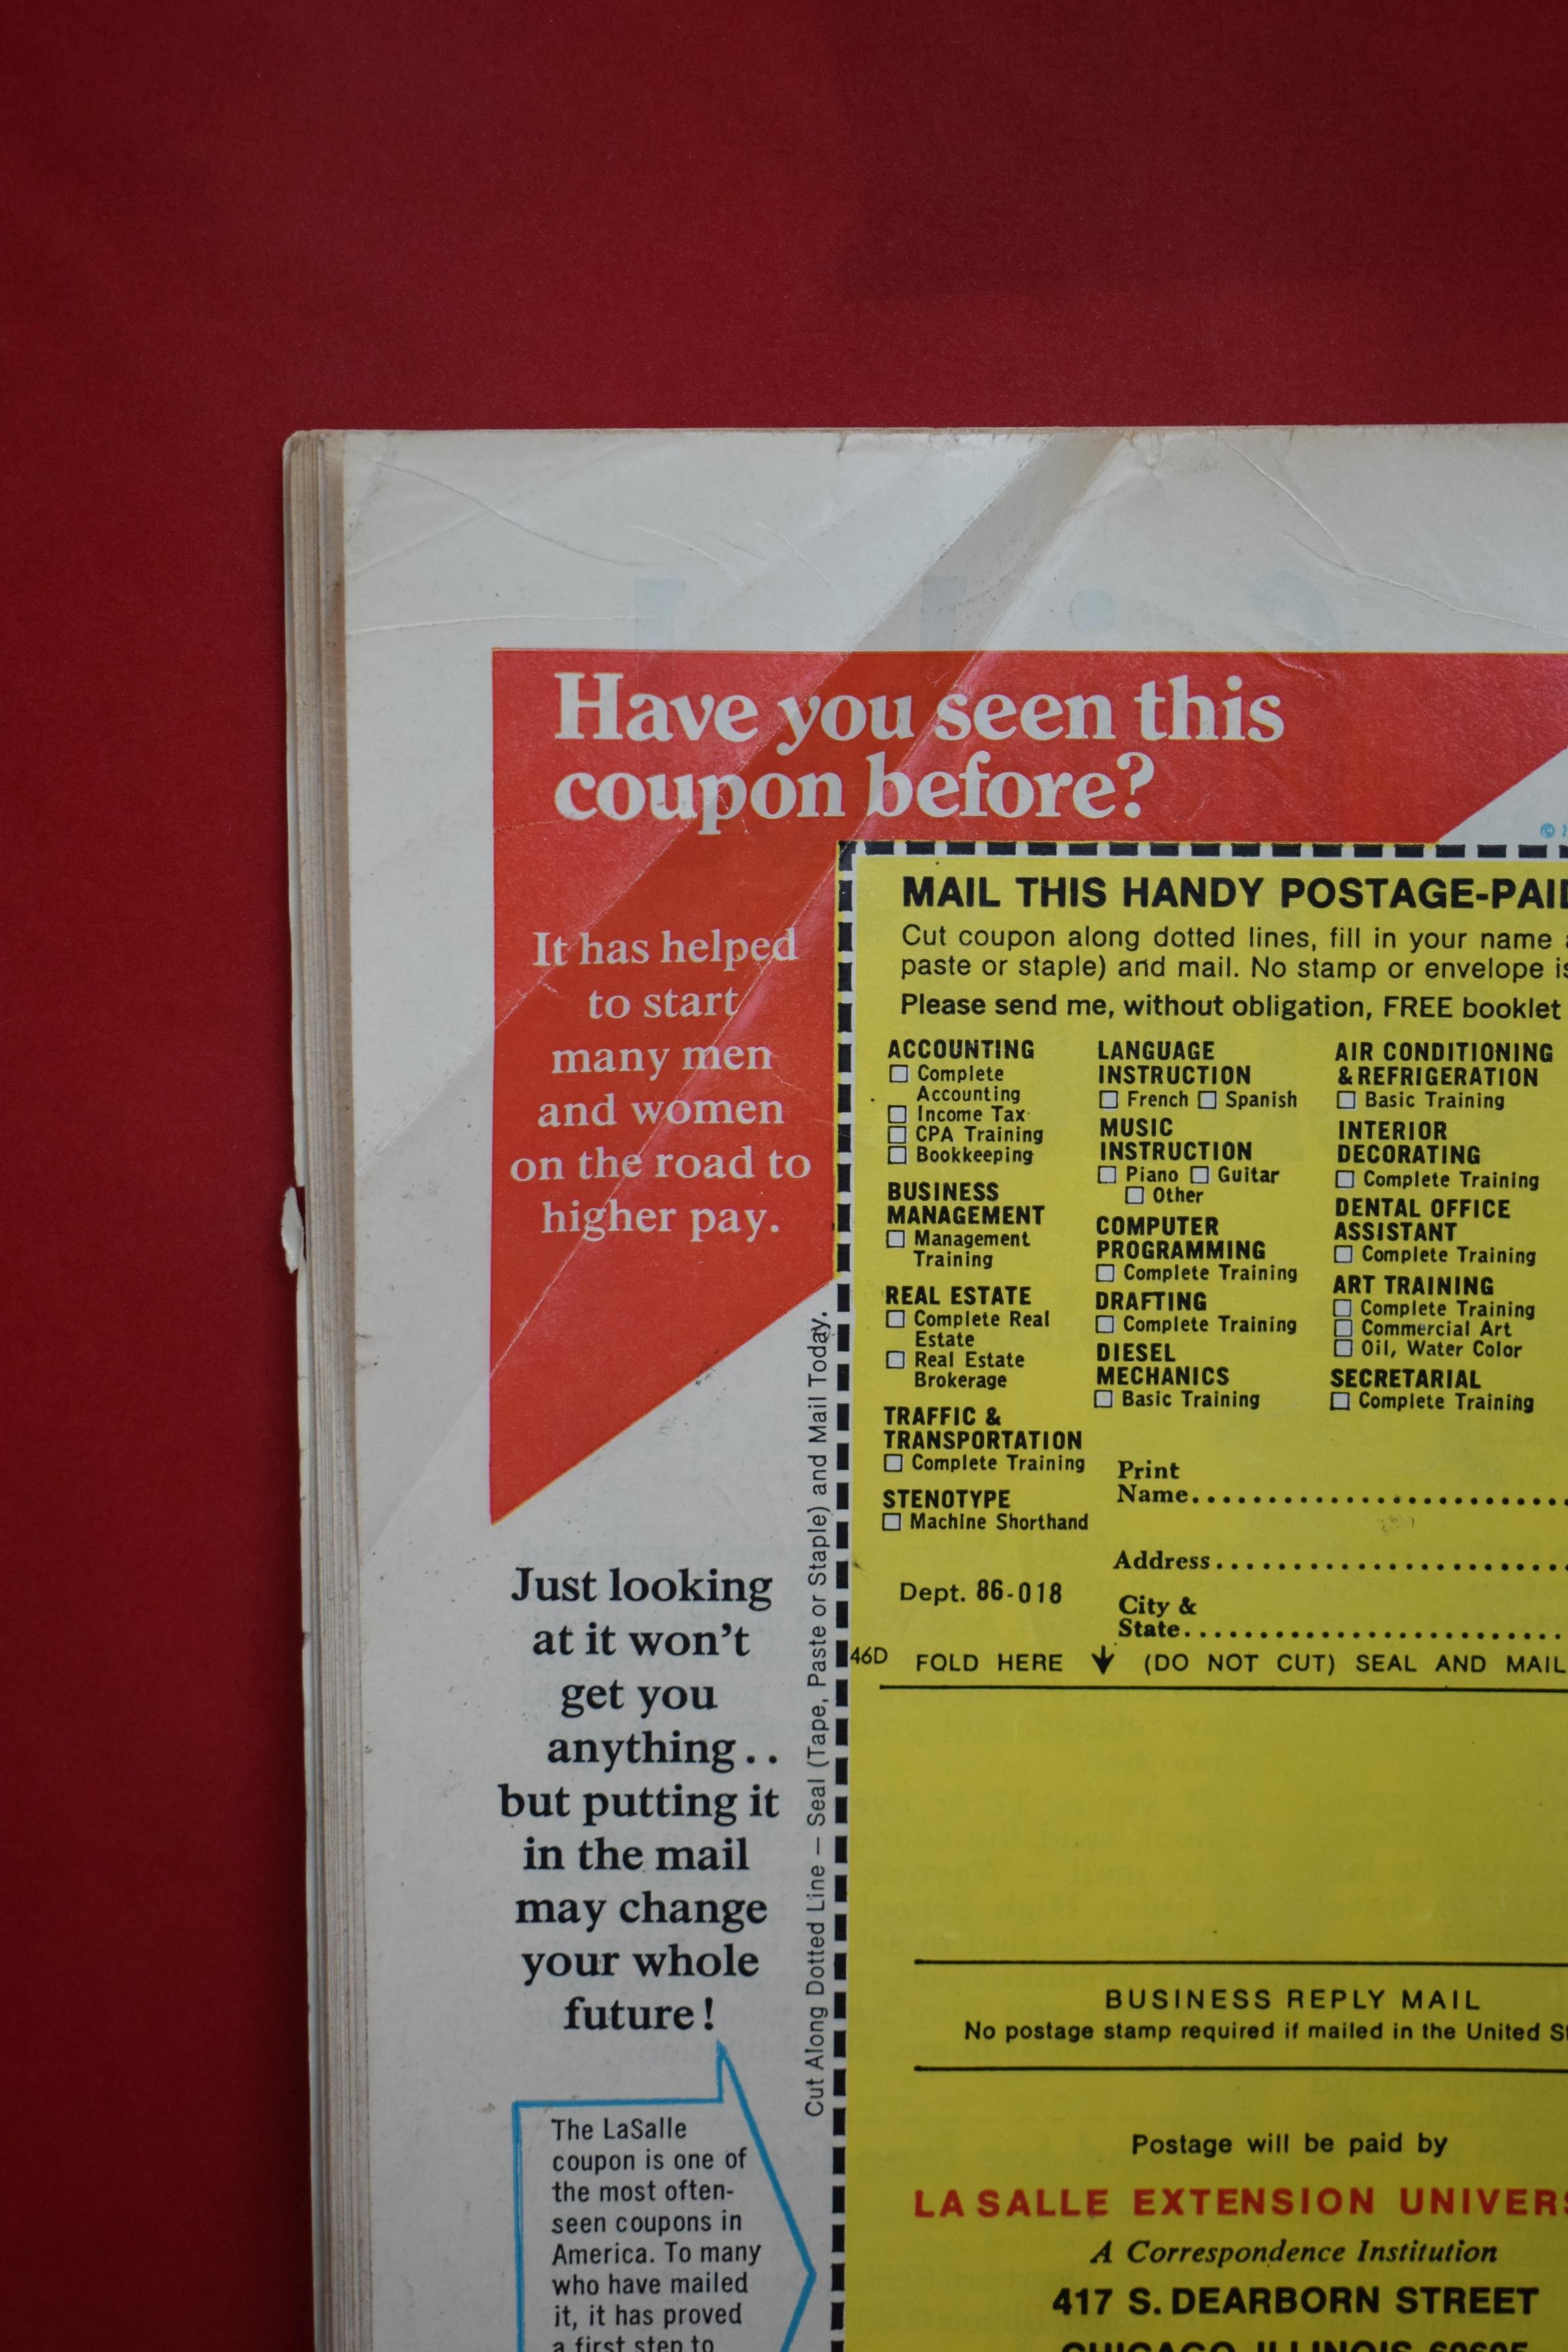 Have you seen this
coupon before?
It has helped
to start
many men
and women
on the road to
higher pay.
Just looking
at it won't
get you
anything..
but putting it
in the mail
may change
your whole
future!
The LaSalle
coupon is one of
the most often-
seen coupons in
America. To many
who have mailed
it, it has proved
a first step to
Cut Along Dotted Line — Seal (Tape, Paste or Staple) and Mail Today.
©
MAIL THIS HANDY POSTAGE-PAID
Cut coupon along dotted lines, fill in your name
paste or staple) and mail. No stamp or envelope is
Please send me, without obligation, FREE booklet
ACCOUNTING
Complete
Accounting
Income Tax
CPA Training
Bookkeeping
BUSINESS
MANAGEMENT
Management
Training
REAL ESTATE
Complete Real
Estate
Real Estate
Brokerage
TRAFFIC &
TRANSPORTATION
Complete Training
STENOTYPE
Machine Shorthand
LANGUAGE
INSTRUCTION
French Spanish
MUSIC
INSTRUCTION
Piano Guitar
Other
COMPUTER
PROGRAMMING
Complete Training
DRAFTING
Complete Training
DIESEL
MECHANICS
Basic Training
AIR CONDITIONING
& REFRIGERATION
Basic Training
INTERIOR
DECORATING
Complete Training
DENTAL OFFICE
ASSISTANT
Complete Training
ART TRAINING
Complete Training
Commercial Art
Oil, Water Color
SECRETARIAL
Complete Training
Print
Name
Address
Dept. 86-018
City &
State
46D FOLD HERE (DO NOT CUT) SEAL AND MAIL
BUSINESS REPLY MAIL
No postage stamp required if mailed in the United
Postage will be paid by
LA SALLE EXTENSION UNIVERS
A Correspondence Institution
417 S. DEARBORN STREET
CHICAGO, ILLINOIS 60605